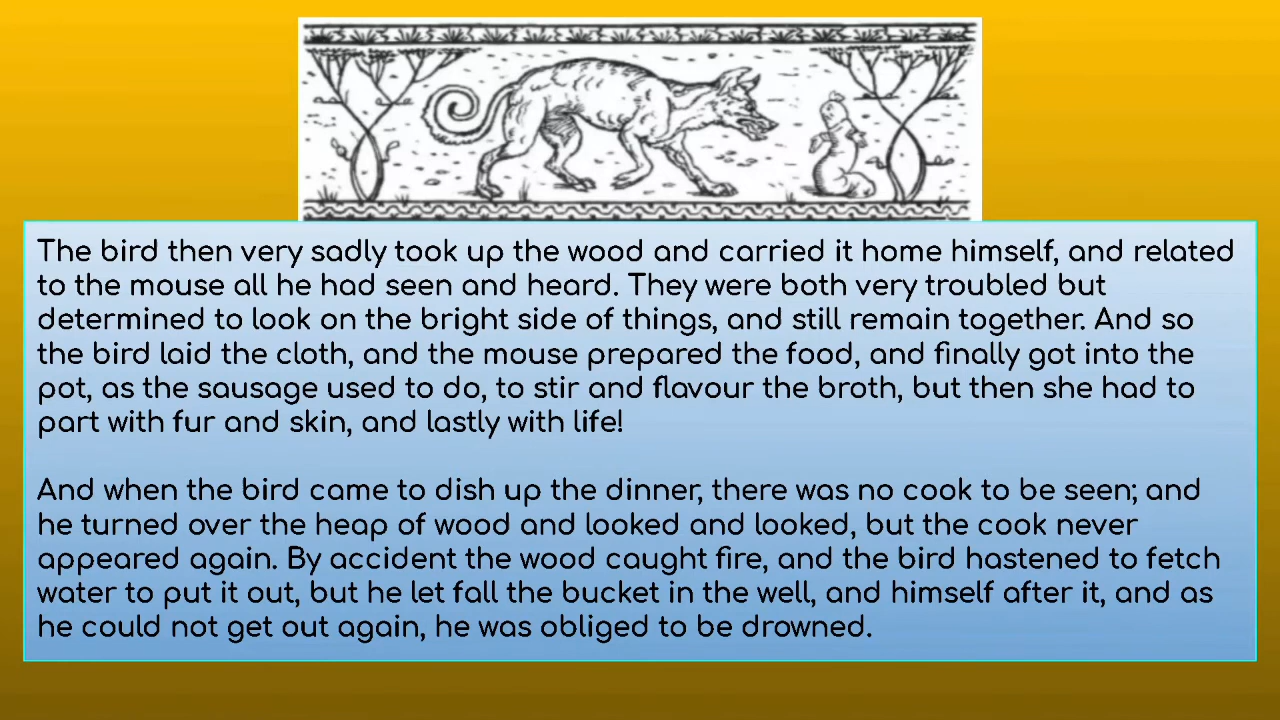 The bird then very sadly took up the wood and carried it home himself, and related
to the mouse all he had seen and heard. They were both very troubled but
determined to look on the bright side of things, and still remain together. And so
the bird laid the cloth, and the mouse prepared the food, and finally got into the
pot, as the sausage used to do, to stir and flavour the broth, but then she had to
part with fur and skin, and lastly with life!
And when the bird came to dish up the dinner, there was no cook to be seen; and
he turned over the heap of wood and looked and looked, but the cook never
appeared again. By accident the wood caught fire, and the bird hastened to fetch
water to put it out, but he let fall the bucket in the well, and himself after it, and as
he could not get out again, he was obliged to be drowned.